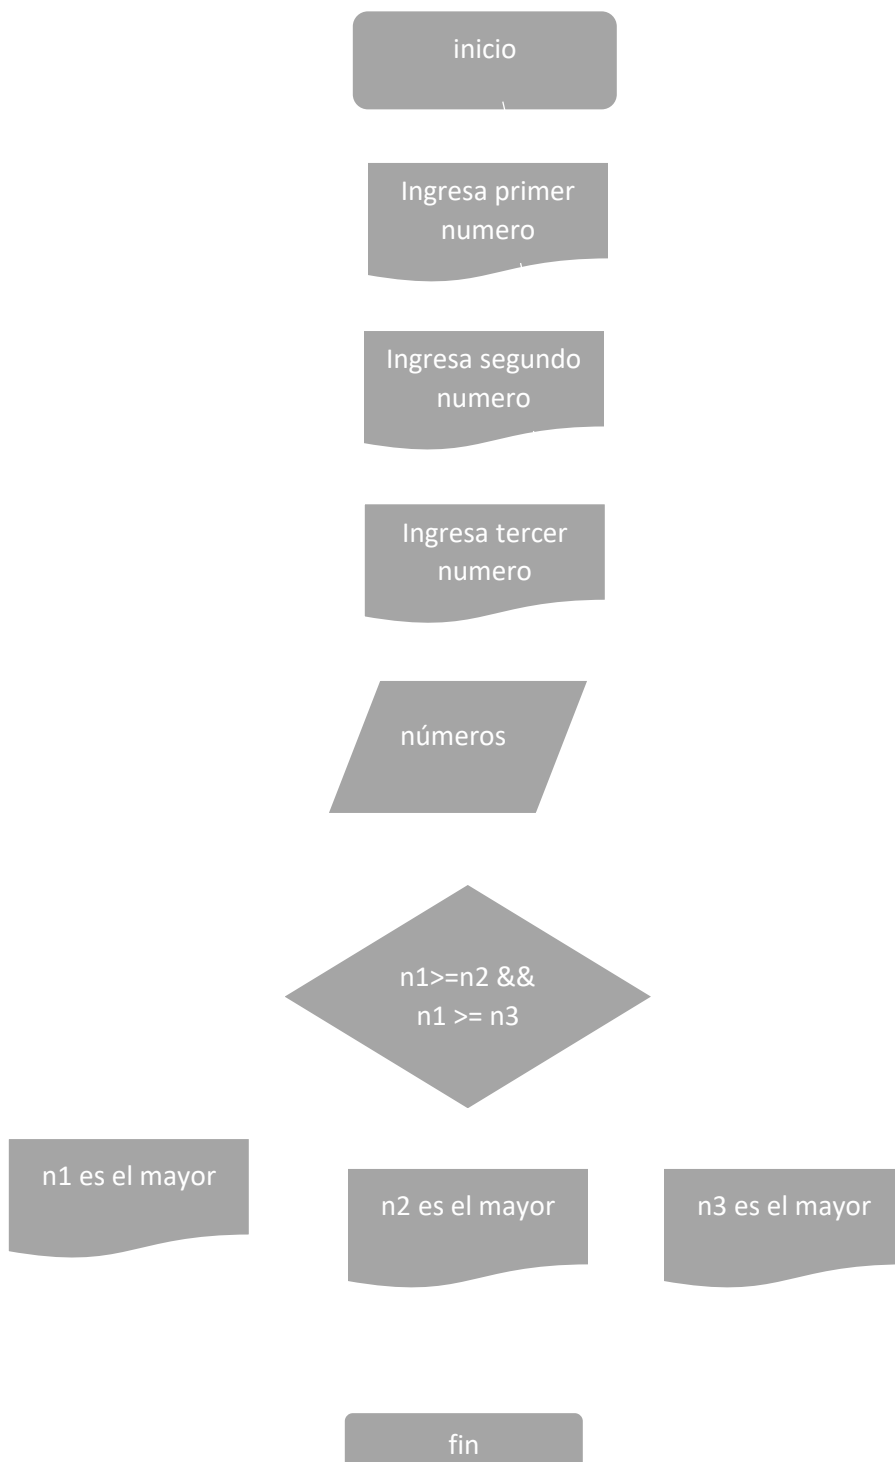 inicio
Ingresa primer
numero
Ingresa segundo
numero
Ingresa tercer
numero
números
n1>=n2 &&
n1 >= n3
n1 es el mayor
n2 es el mayor
n3 es el mayor
fin